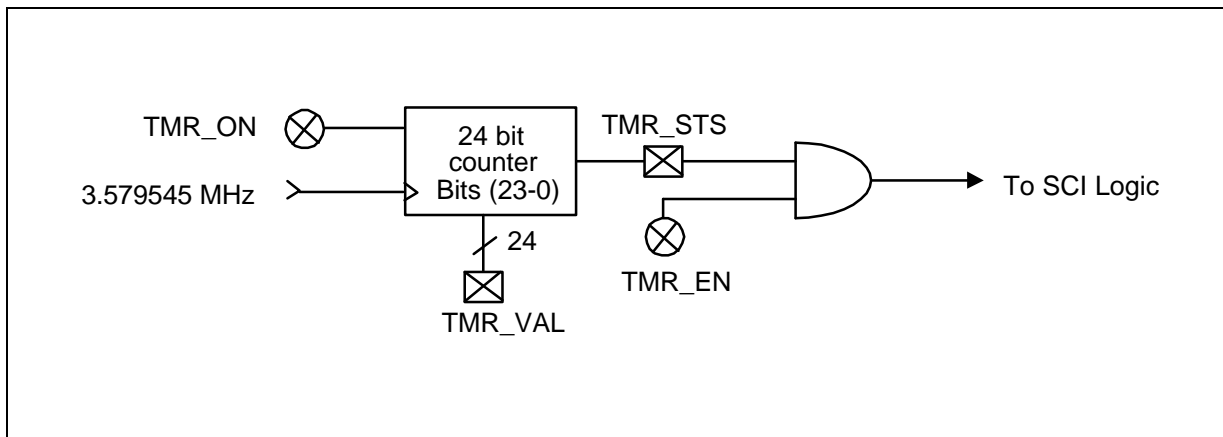 TMR_ON
3.579545 MHz
24 bit
counter
Bits (23-0)
24
TMR_VAL
TMR_STS
TMR_EN
To SCI Logic